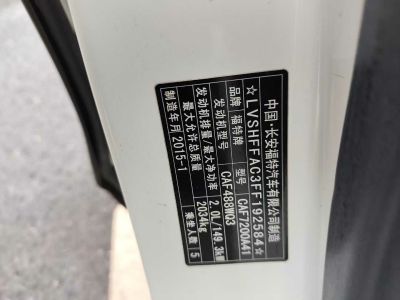 中国·长安福特汽车有限公司制造
☆LVSHFFAC3FF192584☆
品牌 福特牌 CAF7200A41
发动机型号 CAF488WQ3
发动机排量/最大净功率 2.0L/149.3kW
最大允许总质量 2034kg
制造年月 2015-1 乘坐人数 5